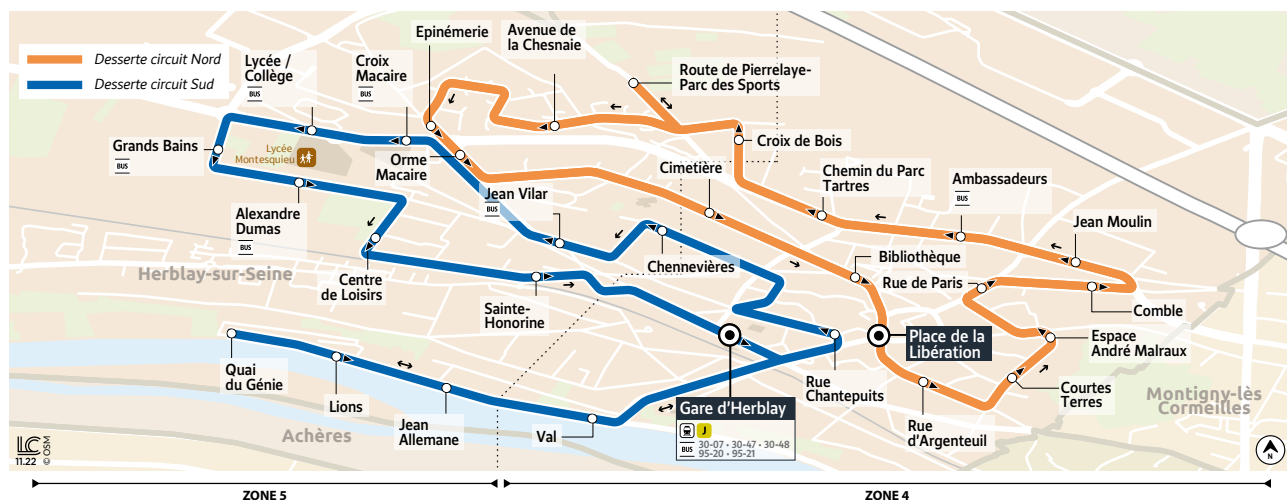 Desserte circuit Nord
Desserte circuit Sud
Lycée /
Collège
BUS
Croix
Macaire
BUS
Epinémerie
Avenue de
la Chesnaie
Route de Pierrelaye-
Parc des Sports
Grands Bains
BUS
Lycée
Montesquieu
Orme
Macaire
Croix de Bois
Cimetière
Chemin du Parc
Tartres
Ambassadeurs
BUS
Jean Vilar
BUS
Alexandre
Dumas
BUS
Jean Moulin
Chennevières
Bibliothèque
Herblay-sur-Seine
Centre
de Loisirs
Rue de Paris
Sainte-
Honorine
Comble
Place de la
Libération
Espace
André Malraux
Quai
du Génie
Rue
Chantepuits
Courtes
Terres
Montigny-lès
Cormeilles
Lions
Jean
Allemane
Val
Gare d'Herblay
J
BUS
30-07 • 30-47 • 30-48
95-20 • 95-21
Rue
d'Argenteuil
Achères
LC
11.22
© OSM
N
ZONE 5
ZONE 4